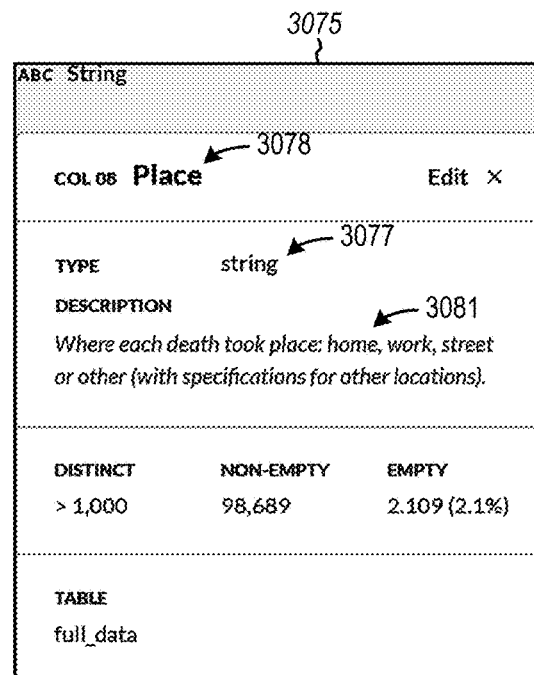 3075
ABC String
COL 08 Place 3078 Edit ×
TYPE string 3077
DESCRIPTION 3081
Where each death took place: home, work, street
or other (with specifications for other locations).
DISTINCT NON-EMPTY EMPTY
> 1,000 98,689 2.109 (2.1%)
TABLE
full_data